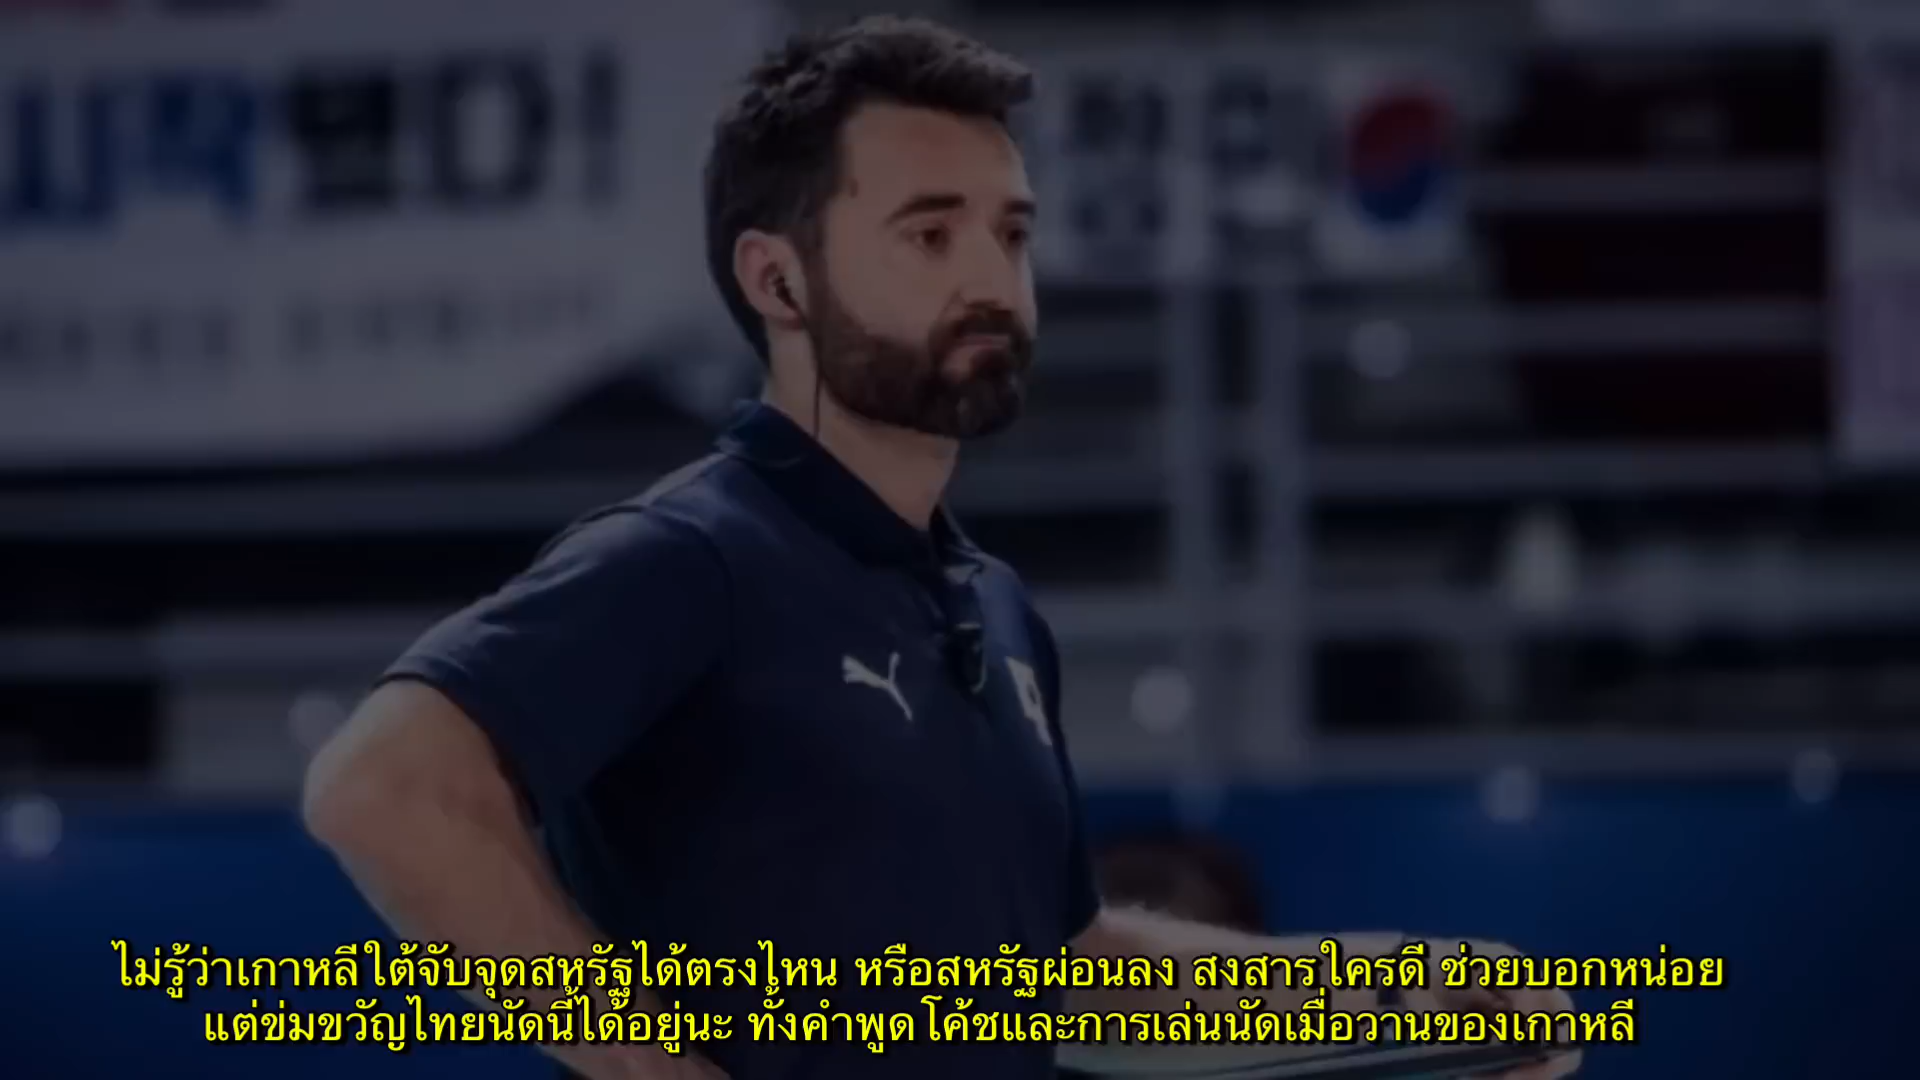 ไม่รู้ว่าเกาหลีใต้จับจุดสหรัฐได้ตรงไหน หรือสหรัฐผ่อนลง สงสารใครดี ช่วยบอกหน่อย
แต่ข่มขวัญไทยนัดนี้ได้อยู่นะ ทั้งคำพูดโค้ชและการเล่นนัดเมื่อวานของเกาหลี